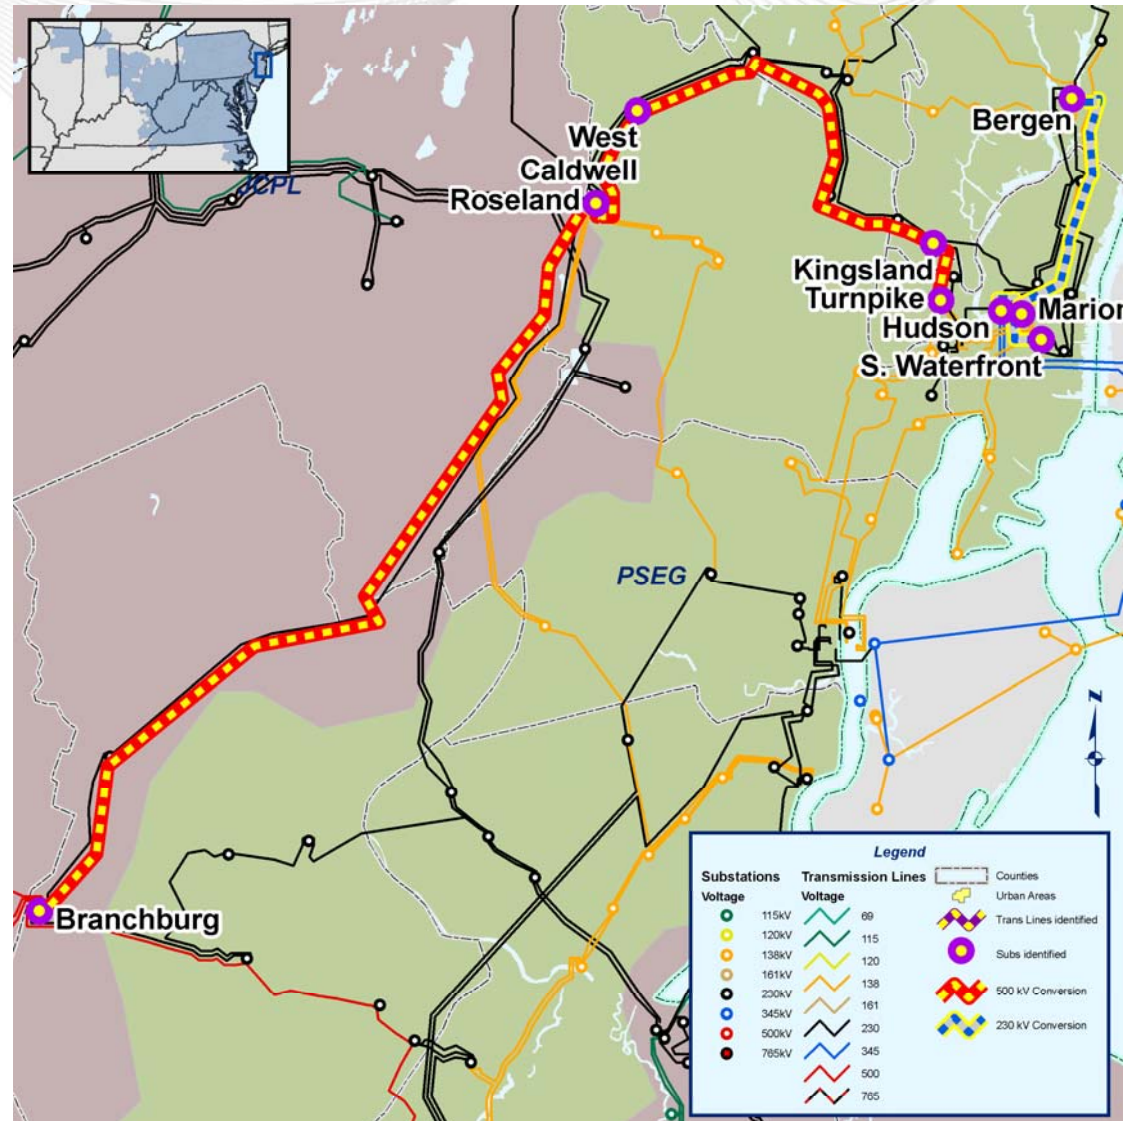 JCPL
West
Caldwell
Roseland
Bergen
Kingsland
Turnpike
Hudson
Marion
S. Waterfront
PSEG
Branchburg
N
Legend
Substations
Voltage
115kV
120kV
138kV
161kV
230kV
345kV
500kV
765kV
Transmission Lines
Voltage
69
115
120
138
161
230
345
500
765
Counties
Urban Areas
Trans Lines identified
Subs identified
500 kV Conversion
230 kV Conversion